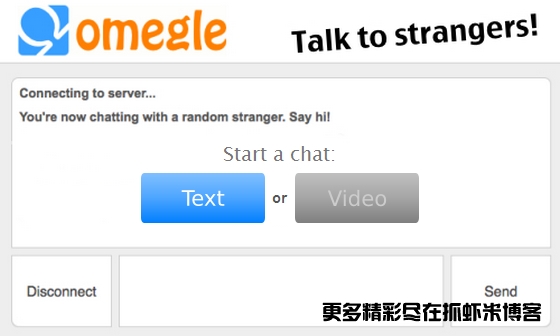 omegle
Talk to strangers!
Connecting to server...
You're now chatting with a random stranger. Say hi!
Start a chat:
Text or Video
Disconnect
Send
更多精彩尽在抓虾米博客